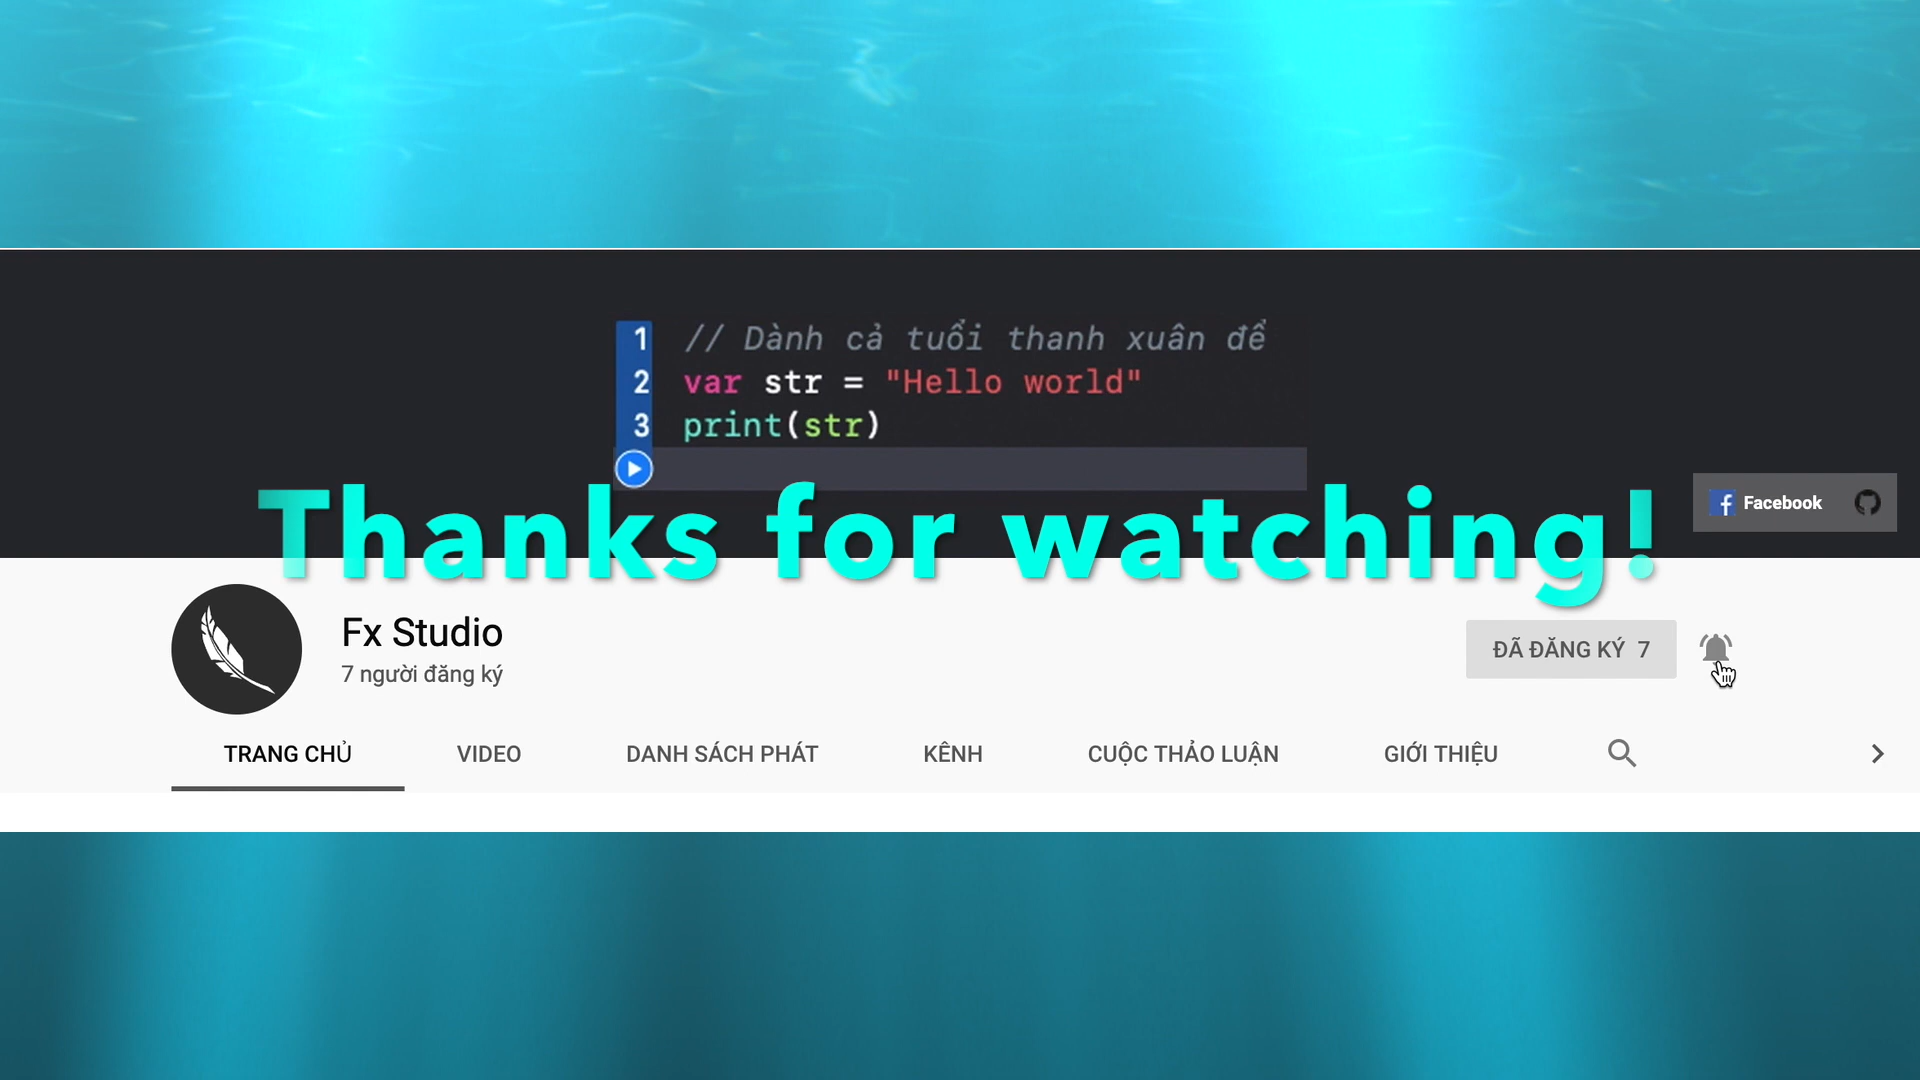 1 // Dành cả tuổi thanh xuân để
2 var str = "Hello world"
3 print(str)
Thanks for watching!
Facebook
Fx Studio
7 người đăng ký
ĐÃ ĐĂNG KÝ 7
TRANG CHỦ VIDEO DANH SÁCH PHÁT KÊNH CUỘC THẢO LUẬN GIỚI THIỆU